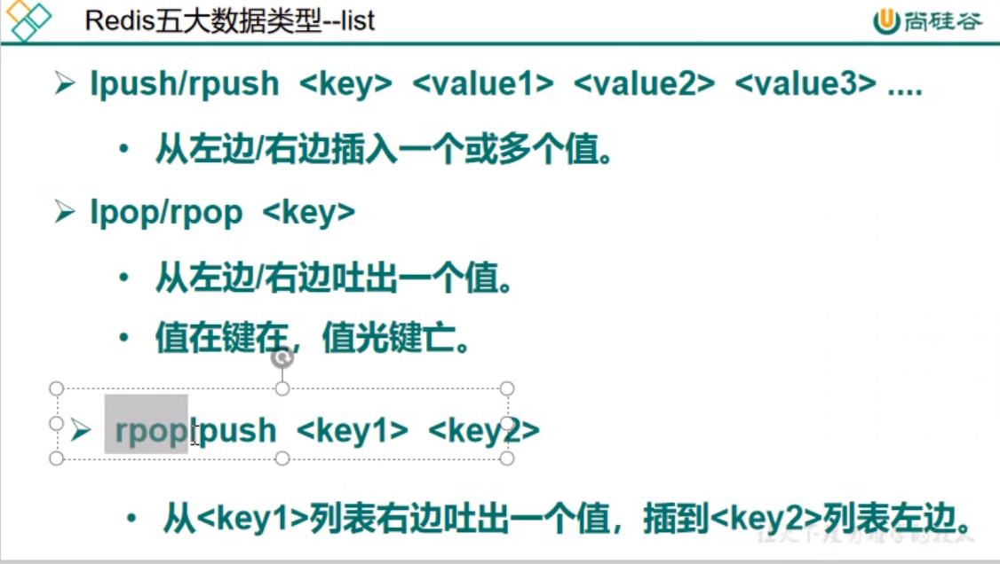 Redis五大数据类型--list
尚硅谷
lpush/rpush <key> <value1> <value2> <value3> ....
从左边/右边插入一个或多个值。
lpop/rpop <key>
从左边/右边吐出一个值。
值在键在，值光键亡。
rpoplpush <key1> <key2>
从<key1>列表右边吐出一个值，插到<key2>列表左边。